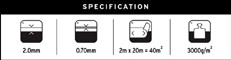 SPECIFICATION
2.0mm
0.70mm
2m x 20m = 40m²
3000g/m²